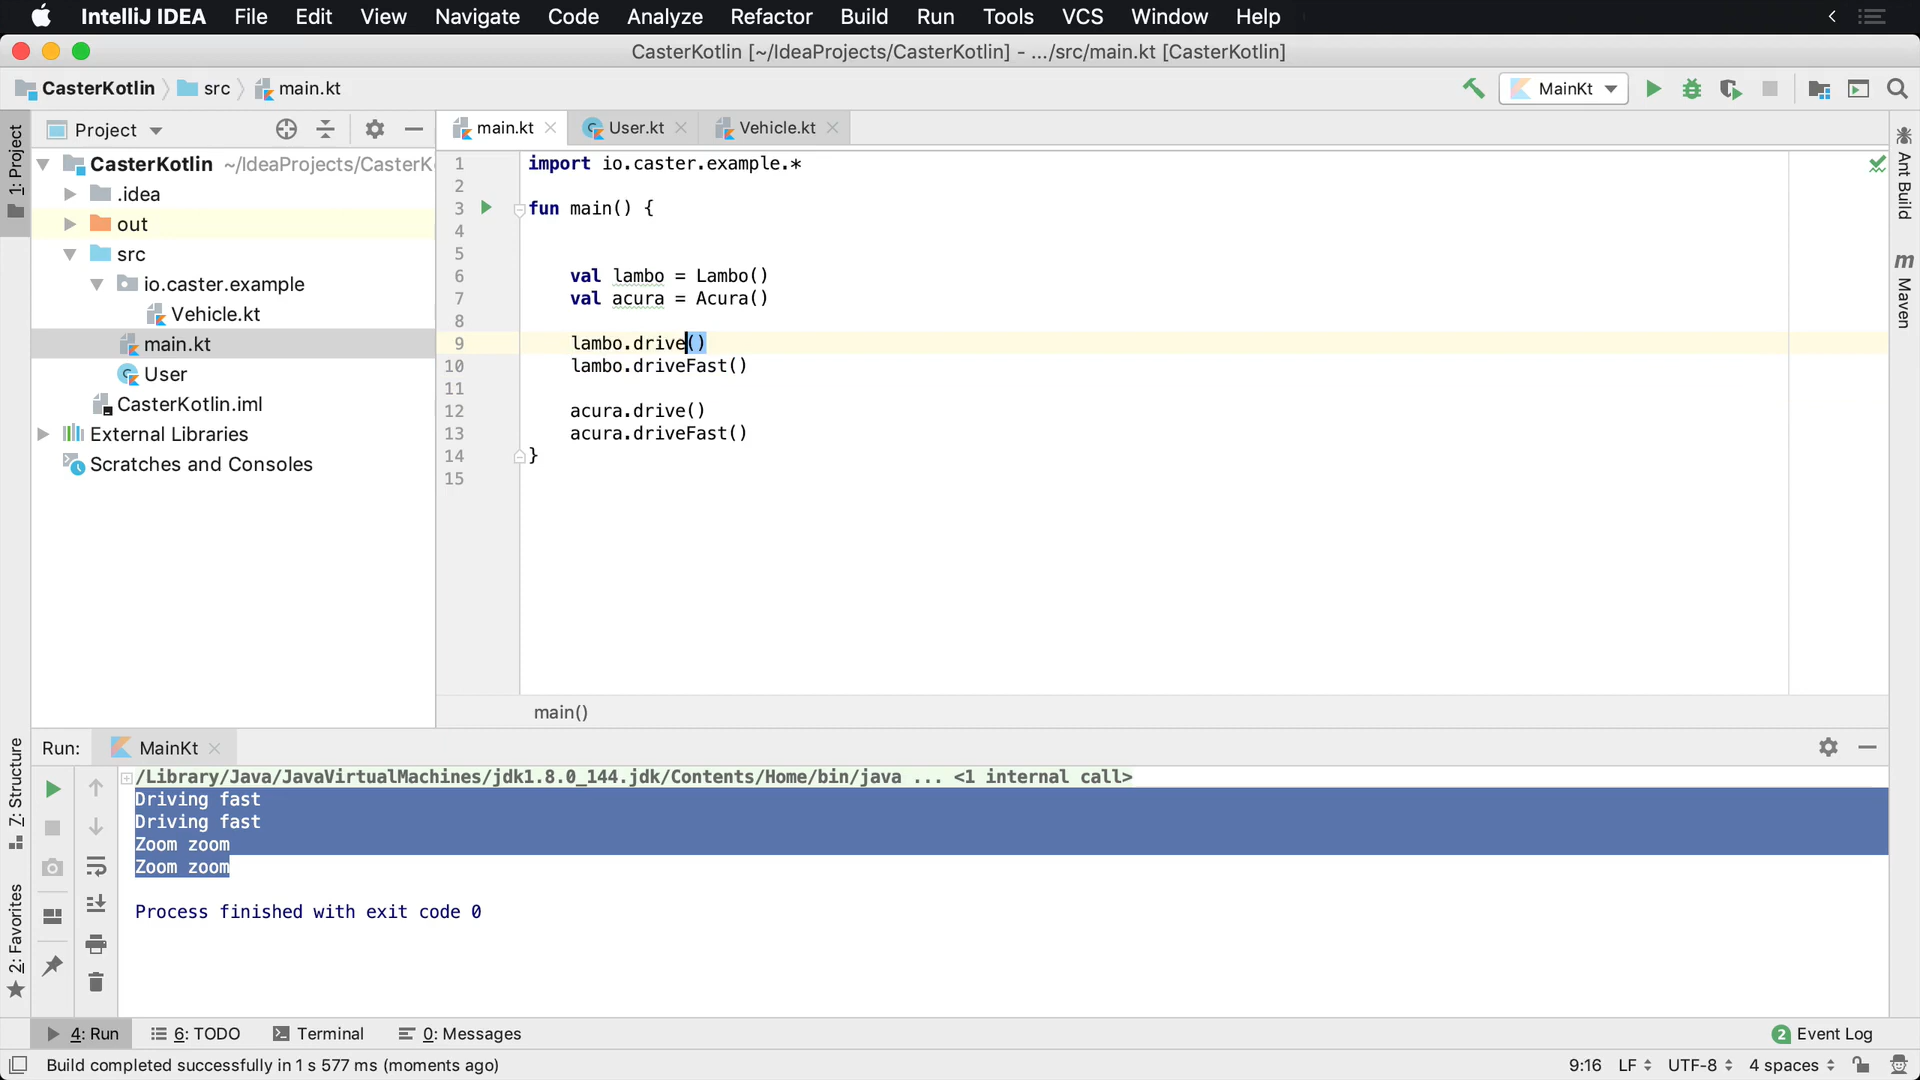 IntelliJ IDEA File Edit View Navigate Code Analyze Refactor Build Run Tools VCS Window Help
CasterKotlin [~/IdeaProjects/CasterKotlin] - .../src/main.kt [CasterKotlin]
CasterKotlin src main.kt MainKt
1: Project
Project
CasterKotlin ~/IdeaProjects/CasterK
.idea
out
src
io.caster.example
Vehicle.kt
main.kt
User
CasterKotlin.iml
External Libraries
Scratches and Consoles
main.kt User.kt Vehicle.kt
1 import io.caster.example.*
2
3 fun main() {
4
5
6 val lambo = Lambo()
7 val acura = Acura()
8
9 lambo.drive()
10 lambo.driveFast()
11
12 acura.drive()
13 acura.driveFast()
14 }
15
main()
Ant Build
m Maven
Run: MainKt
Z: Structure
2: Favorites
/Library/Java/JavaVirtualMachines/jdk1.8.0_144.jdk/Contents/Home/bin/java ... <1 internal call>
Driving fast
Driving fast
Zoom zoom
Zoom zoom
Process finished with exit code 0
4: Run 6: TODO Terminal 0: Messages 2 Event Log
Build completed successfully in 1 s 577 ms (moments ago) 9:16 LF UTF-8 4 spaces